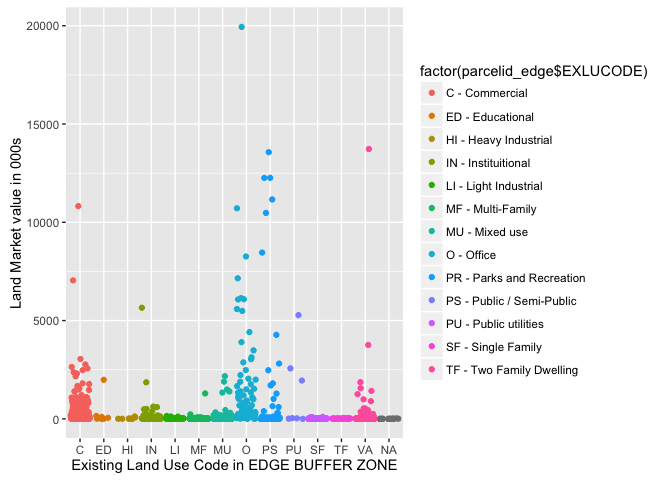 20000
15000
10000
5000
0
Land Market value in 000s
C ED HI IN LI MF MU O PS PU SF TF VA NA
Existing Land Use Code in EDGE BUFFER ZONE
factor(parcelid_edge$EXLUCODE)
C - Commercial
ED - Educational
HI - Heavy Industrial
IN - Instituitional
LI - Light Industrial
MF - Multi-Family
MU - Mixed use
O - Office
PR - Parks and Recreation
PS - Public / Semi-Public
PU - Public utilities
SF - Single Family
TF - Two Family Dwelling